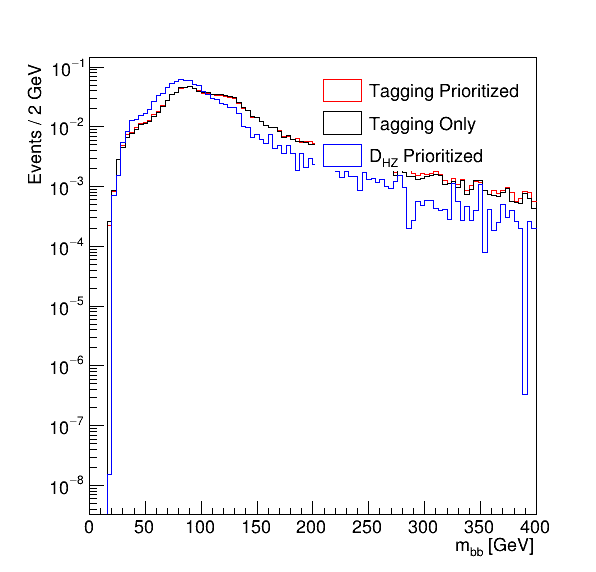 Events / 2 GeV
10⁻¹
10⁻²
10⁻³
10⁻⁴
10⁻⁵
10⁻⁶
10⁻⁷
10⁻⁸
Tagging Prioritized
Tagging Only
D_HZ Prioritized
0 50 100 150 200 250 300 350 400
m_bb [GeV]